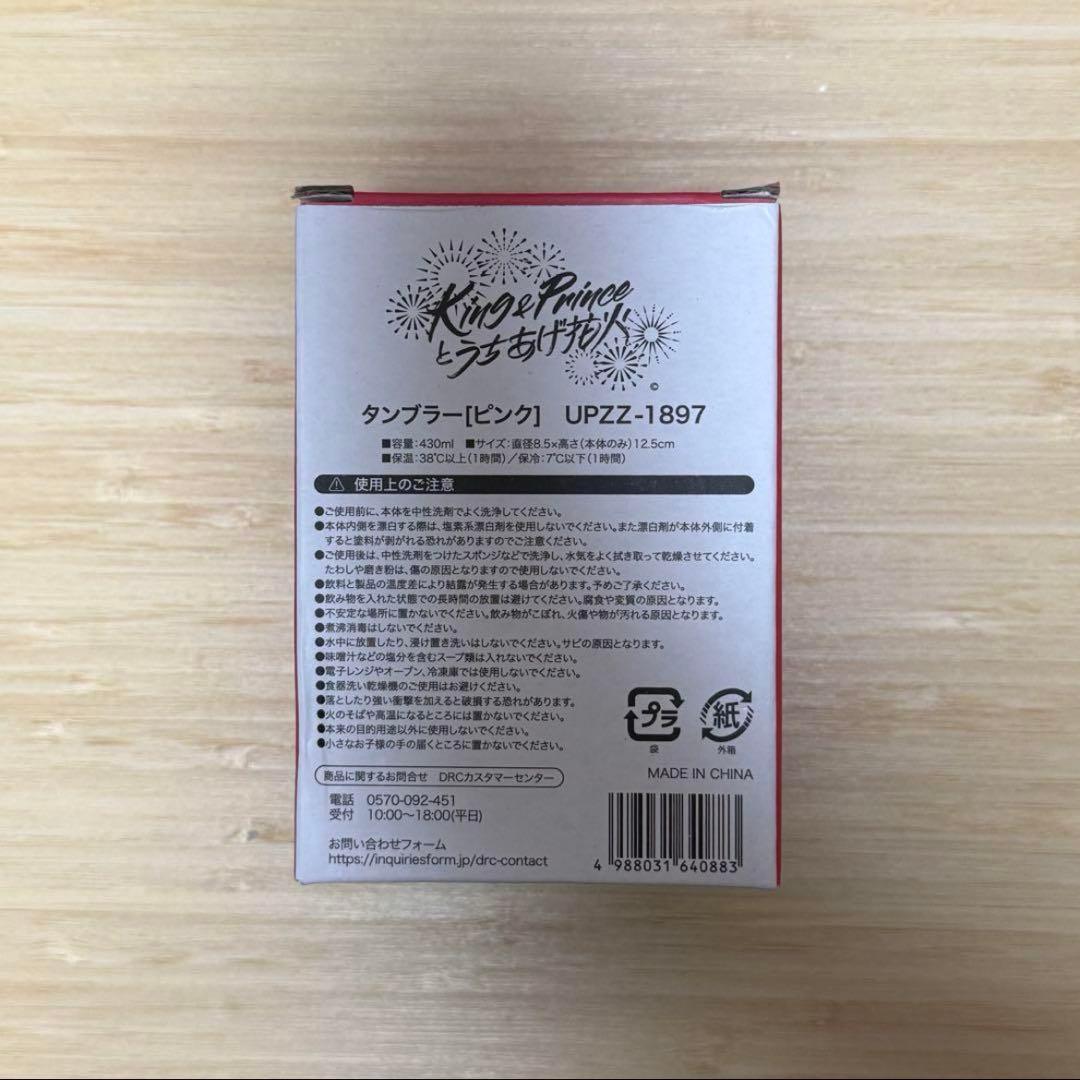 King & Prince
とうちあげ花火
©
タンブラー[ピンク] UPZZ-1897
■容量:430ml ■サイズ:直径8.5×高さ(本体のみ)12.5cm
■保温:38℃以上(1時間)/保冷:7℃以下(1時間)
⚠ 使用上のご注意
●ご使用前に、本体を中性洗剤でよく洗浄してください。
●本体内側を漂白する際は、塩素系漂白剤を使用しないでください。また漂白剤が本体外側に付着
すると塗料が剥がれる恐れがありますのでご注意ください。
●ご使用後は、中性洗剤をつけたスポンジなどで洗浄し、水気をよく拭き取って乾燥させてください。
たわしや磨き粉は、傷の原因となりますので使用しないでください。
●飲料と製品の温度差により結露が発生する場合があります。予めご了承ください。
●飲み物を入れた状態での長時間の放置は避けてください。腐食や変質の原因となります。
●不安定な場所に置かないでください。飲み物がこぼれ、火傷や物が汚れる原因となります。
●煮沸消毒はしないでください。
●水中に放置したり、浸け置き洗いはしないでください。サビの原因となります。
●味噌汁などの塩分を含むスープ類は入れないでください。
●電子レンジやオーブン、冷凍庫では使用しないでください。
●食器洗い乾燥機のご使用はお避けください。
●落としたり強い衝撃を加えると破損する恐れがあります。
●火のそばや高温になるところには置かないでください。
●本来の目的用途以外に使用しないでください。
●小さなお子様の手の届くところに置かないでください。
プラ 紙
袋 外箱
MADE IN CHINA
商品に関するお問合せ DRCカスタマーセンター
電話 0570-092-451
受付 10:00〜18:00(平日)
お問い合わせフォーム
https://inquiriesform.jp/drc-contact
4 988031 640883